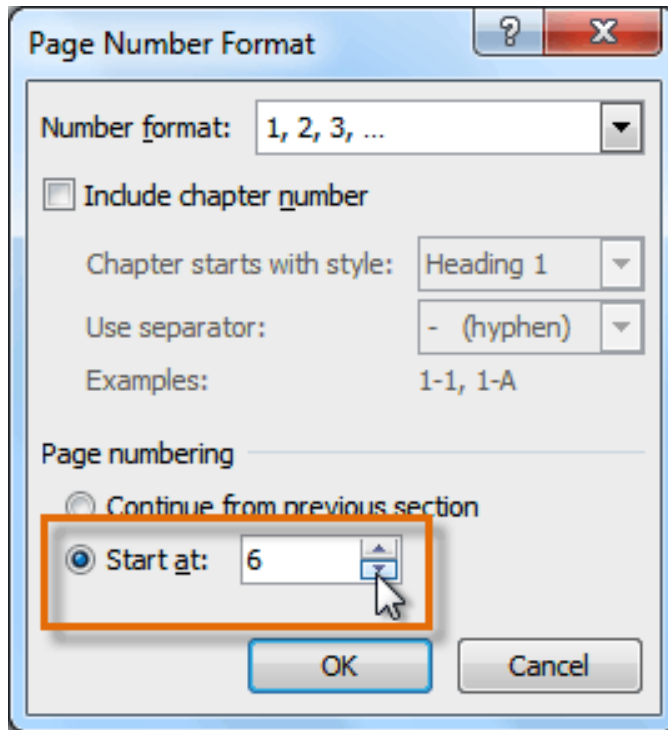 Page Number Format
Number format: 1, 2, 3, ...
Include chapter number
Chapter starts with style: Heading 1
Use separator: - (hyphen)
Examples: 1-1, 1-A
Page numbering
Continue from previous section
Start at: 6
OK Cancel